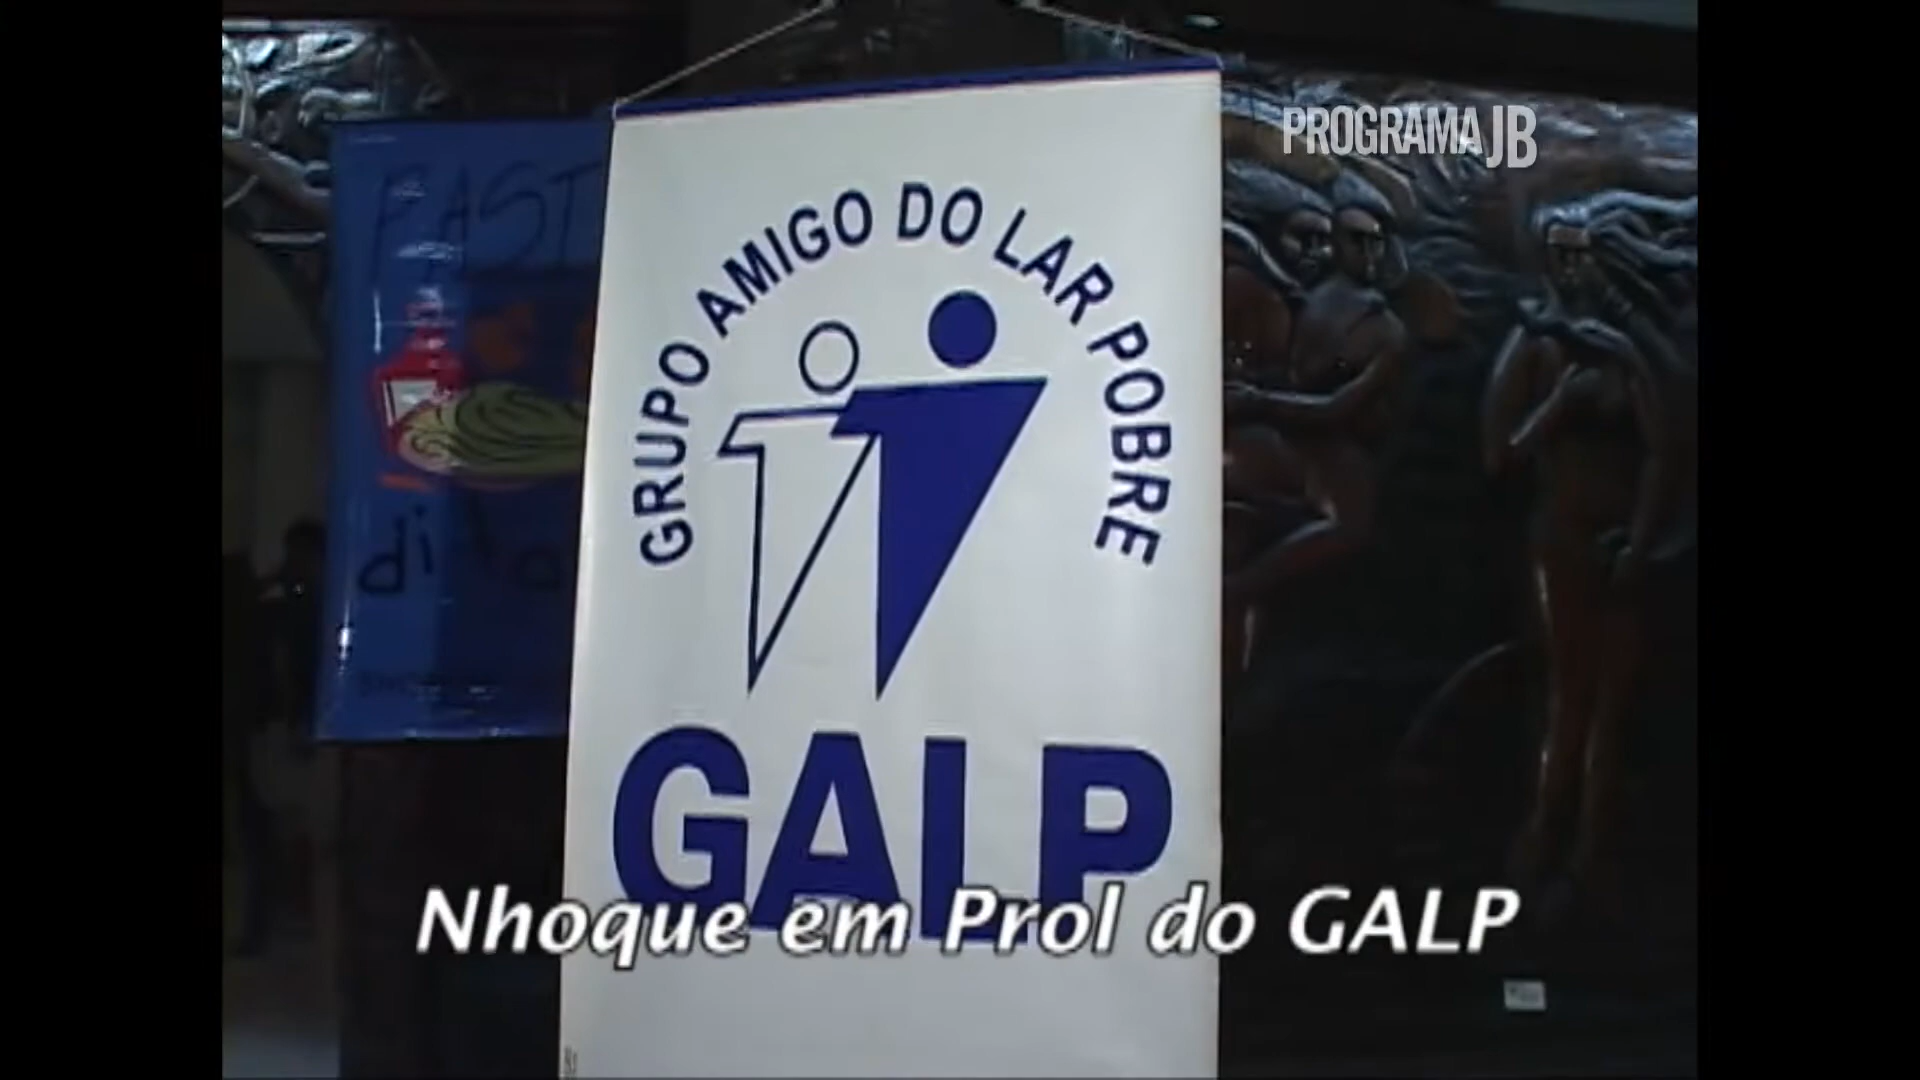 PROGRAMA JB
GRUPO AMIGO DO LAR POBRE
GALP
Nhoque em Prol do GALP